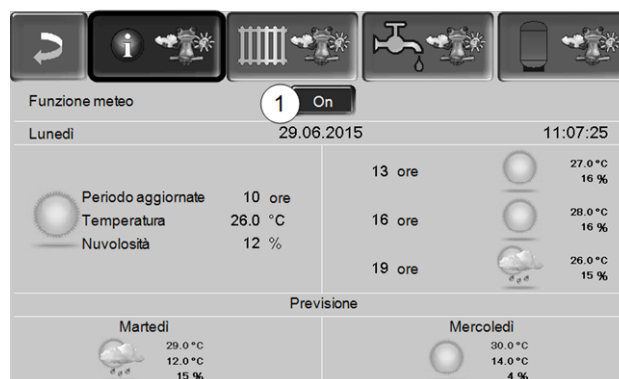 i
Funzione meteo 1 On
Lunedì 29.06.2015 11:07:25
Periodo aggiornate 10 ore
Temperatura 26.0 °C
Nuvolosità 12 %
13 ore 27.0 °C
16 %
16 ore 28.0 °C
16 %
19 ore 26.0 °C
15 %
Previsione
Martedì
29.0 °C
12.0 °C
15 %
Mercoledì
30.0 °C
14.0 °C
4 %